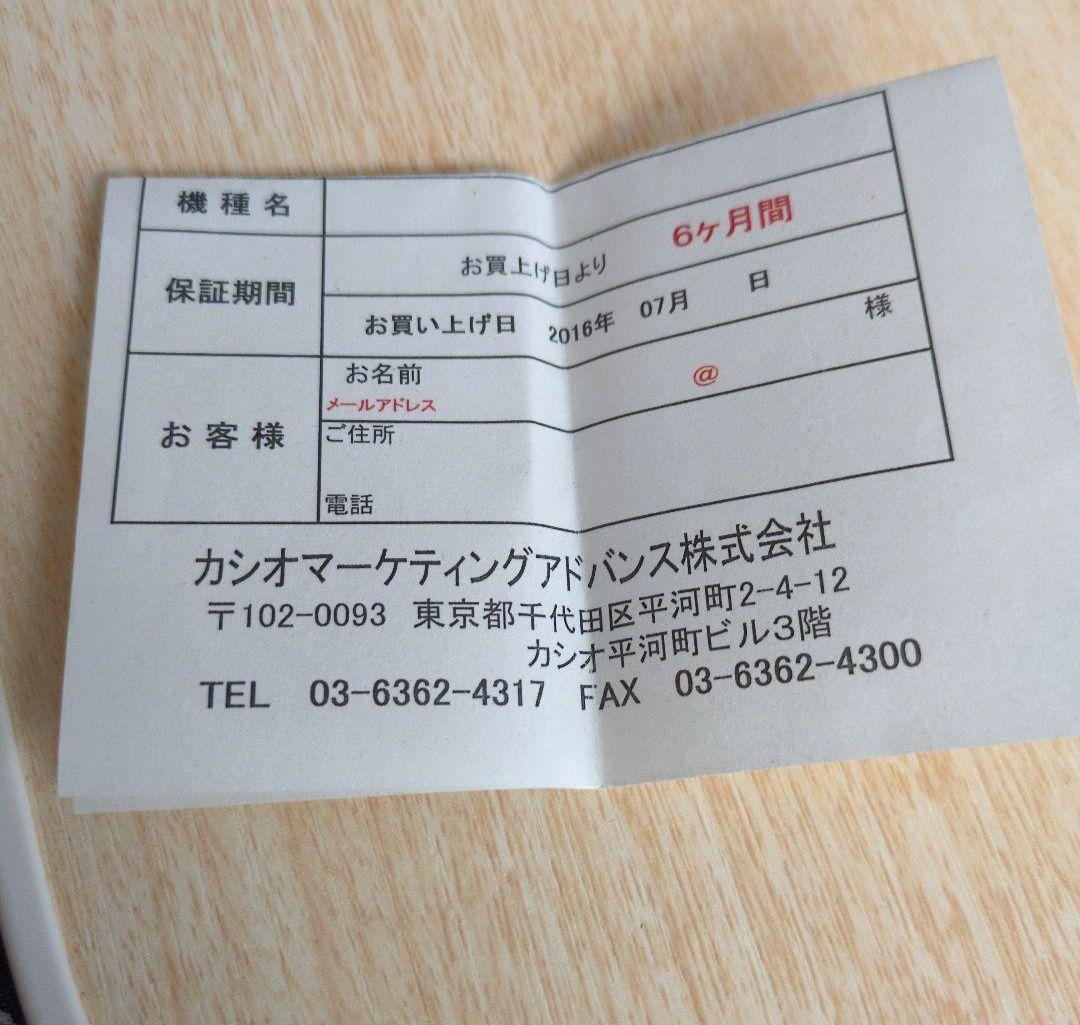 機種名
保証期間
お買上げ日より 6ヶ月間
お買い上げ日 2016年 07月 日
お客様
お名前 様
メールアドレス @
ご住所
電話
カシオマーケティングアドバンス株式会社
〒102-0093 東京都千代田区平河町2-4-12
カシオ平河町ビル3階
TEL 03-6362-4317 FAX 03-6362-4300